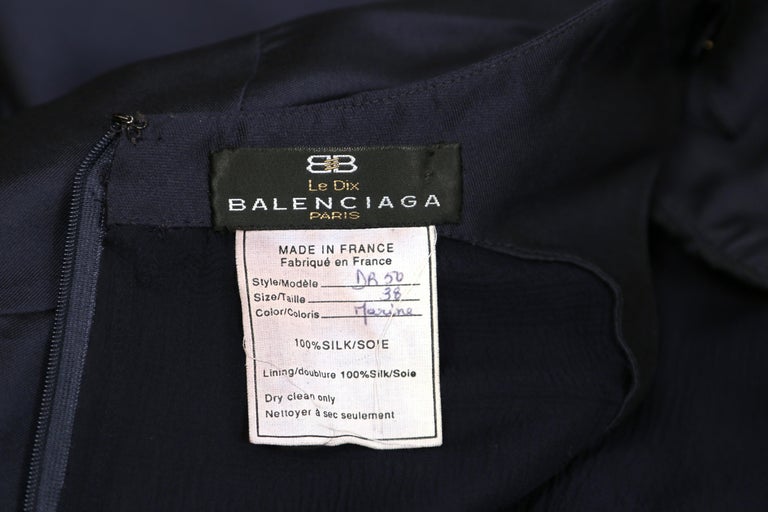 BB
Le Dix
BALENCIAGA
PARIS
MADE IN FRANCE
Fabriqué en France
Style/Modèle DR 50
Size/Taille 38
Color/Coloris Marine
100%SILK/SOIE
Lining/doublure 100%Silk/Soie
Dry clean only
Nettoyer à sec seulement